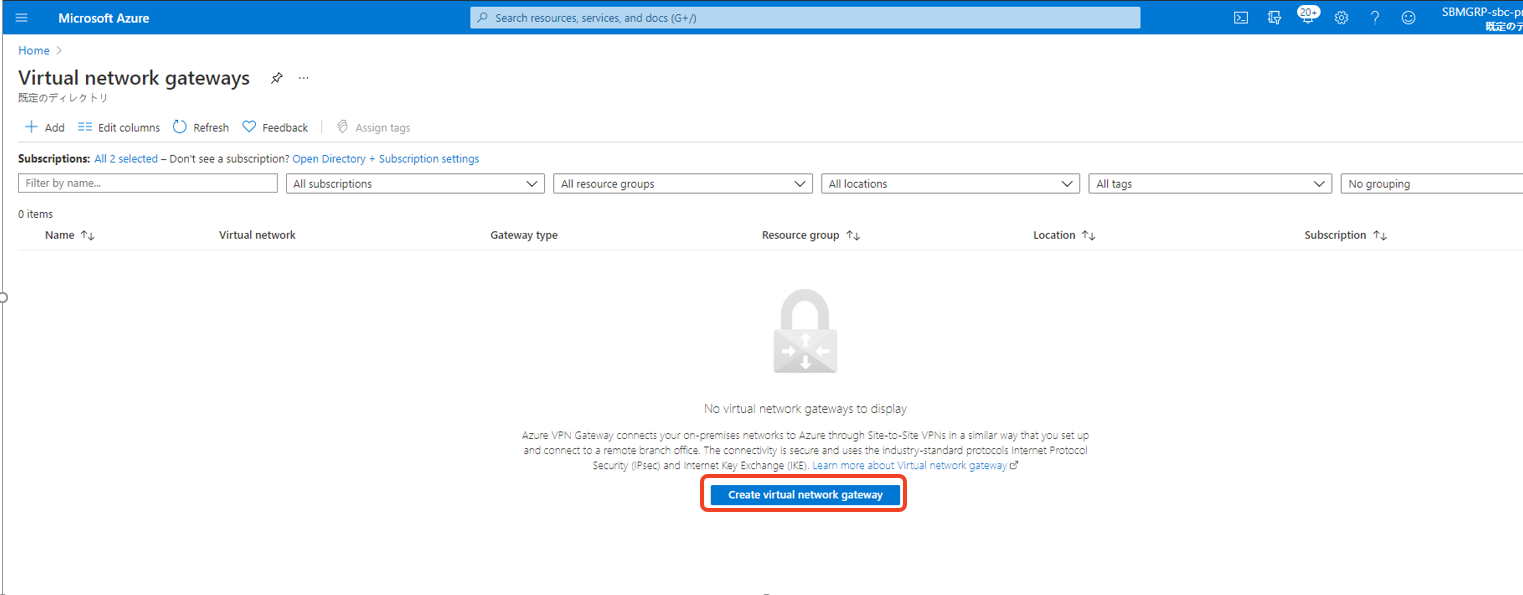 Microsoft Azure
Search resources, services, and docs (G+/)
20+
SBMGRP-sbc-p
既定のデ
Home
Virtual network gateways
既定のディレクトリ
Add Edit columns Refresh Feedback Assign tags
Subscriptions: All 2 selected – Don't see a subscription? Open Directory + Subscription settings
Filter by name... All subscriptions All resource groups All locations All tags No grouping
0 items
Name Virtual network Gateway type Resource group Location Subscription
No virtual network gateways to display
Azure VPN Gateway connects your on-premises networks to Azure through Site-to-Site VPNs in a similar way that you set up
and connect to a remote branch office. The connectivity is secure and uses the industry-standard protocols Internet Protocol
Security (IPsec) and Internet Key Exchange (IKE). Learn more about Virtual network gateway
Create virtual network gateway